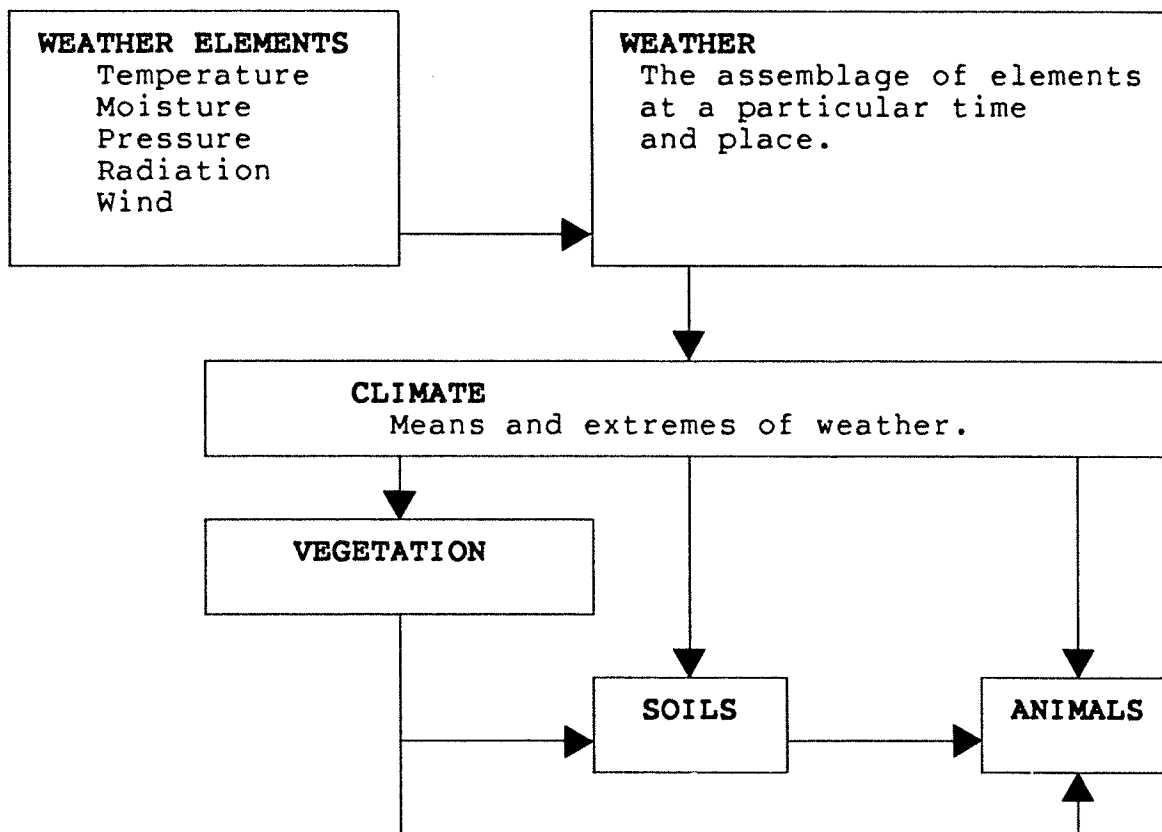 WEATHER ELEMENTS
Temperature
Moisture
Pressure
Radiation
Wind
WEATHER
The assemblage of elements
at a particular time
and place.
CLIMATE
Means and extremes of weather.
VEGETATION
SOILS
ANIMALS